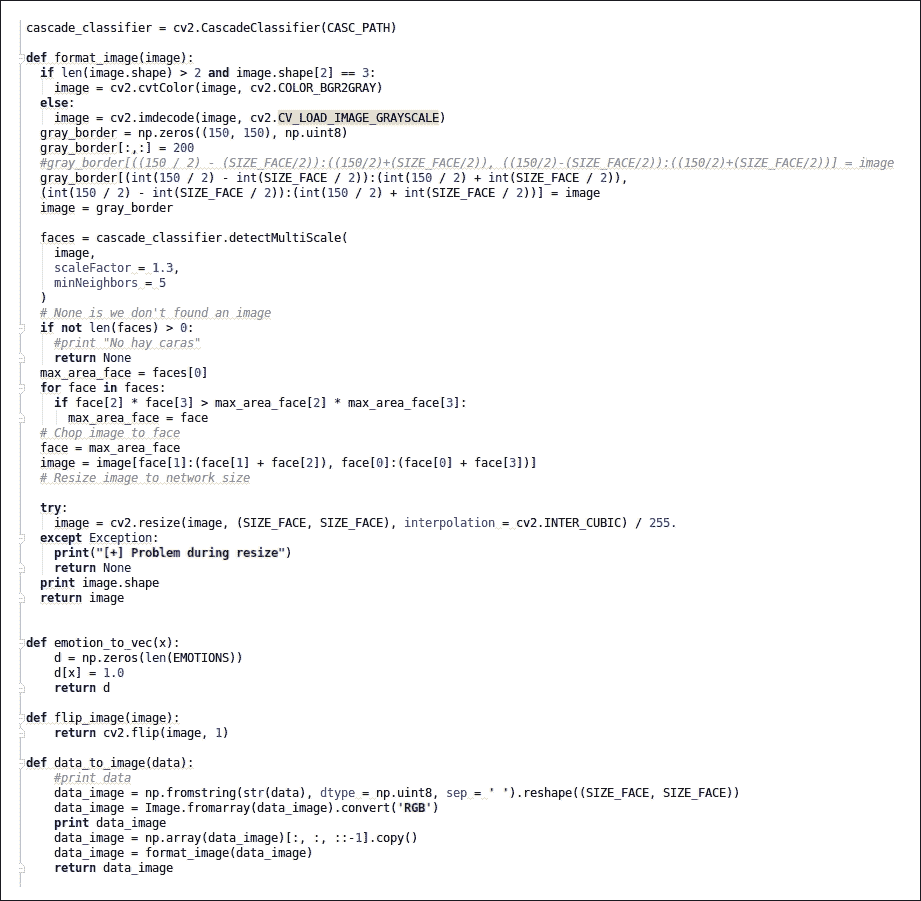 cascade_classifier = cv2.CascadeClassifier(CASC_PATH)

def format_image(image):
  if len(image.shape) > 2 and image.shape[2] == 3:
    image = cv2.cvtColor(image, cv2.COLOR_BGR2GRAY)
  else:
    image = cv2.imdecode(image, cv2.CV_LOAD_IMAGE_GRAYSCALE)
  gray_border = np.zeros((150, 150), np.uint8)
  gray_border[:,:] = 200
  #gray_border[((150 / 2) - (SIZE_FACE/2)):((150/2)+(SIZE_FACE/2)), ((150/2)-(SIZE_FACE/2)):((150/2)+(SIZE_FACE/2))] = image
  gray_border[(int(150 / 2) - int(SIZE_FACE / 2)):(int(150 / 2) + int(SIZE_FACE / 2)),
  (int(150 / 2) - int(SIZE_FACE / 2)):(int(150 / 2) + int(SIZE_FACE / 2))] = image
  image = gray_border

  faces = cascade_classifier.detectMultiScale(
    image,
    scaleFactor = 1.3,
    minNeighbors = 5
  )
  # None is we don't found an image
  if not len(faces) > 0:
    #print "No hay caras"
    return None
  max_area_face = faces[0]
  for face in faces:
    if face[2] * face[3] > max_area_face[2] * max_area_face[3]:
      max_area_face = face
  # Chop image to face
  face = max_area_face
  image = image[face[1]:(face[1] + face[2]), face[0]:(face[0] + face[3])]
  # Resize image to network size

  try:
    image = cv2.resize(image, (SIZE_FACE, SIZE_FACE), interpolation = cv2.INTER_CUBIC) / 255.
  except Exception:
    print("[+] Problem during resize")
    return None
  print image.shape
  return image


def emotion_to_vec(x):
    d = np.zeros(len(EMOTIONS))
    d[x] = 1.0
    return d

def flip_image(image):
    return cv2.flip(image, 1)

def data_to_image(data):
    #print data
    data_image = np.fromstring(str(data), dtype = np.uint8, sep = ' ').reshape((SIZE_FACE, SIZE_FACE))
    data_image = Image.fromarray(data_image).convert('RGB')
    print data_image
    data_image = np.array(data_image)[:, :, ::-1].copy()
    data_image = format_image(data_image)
    return data_image